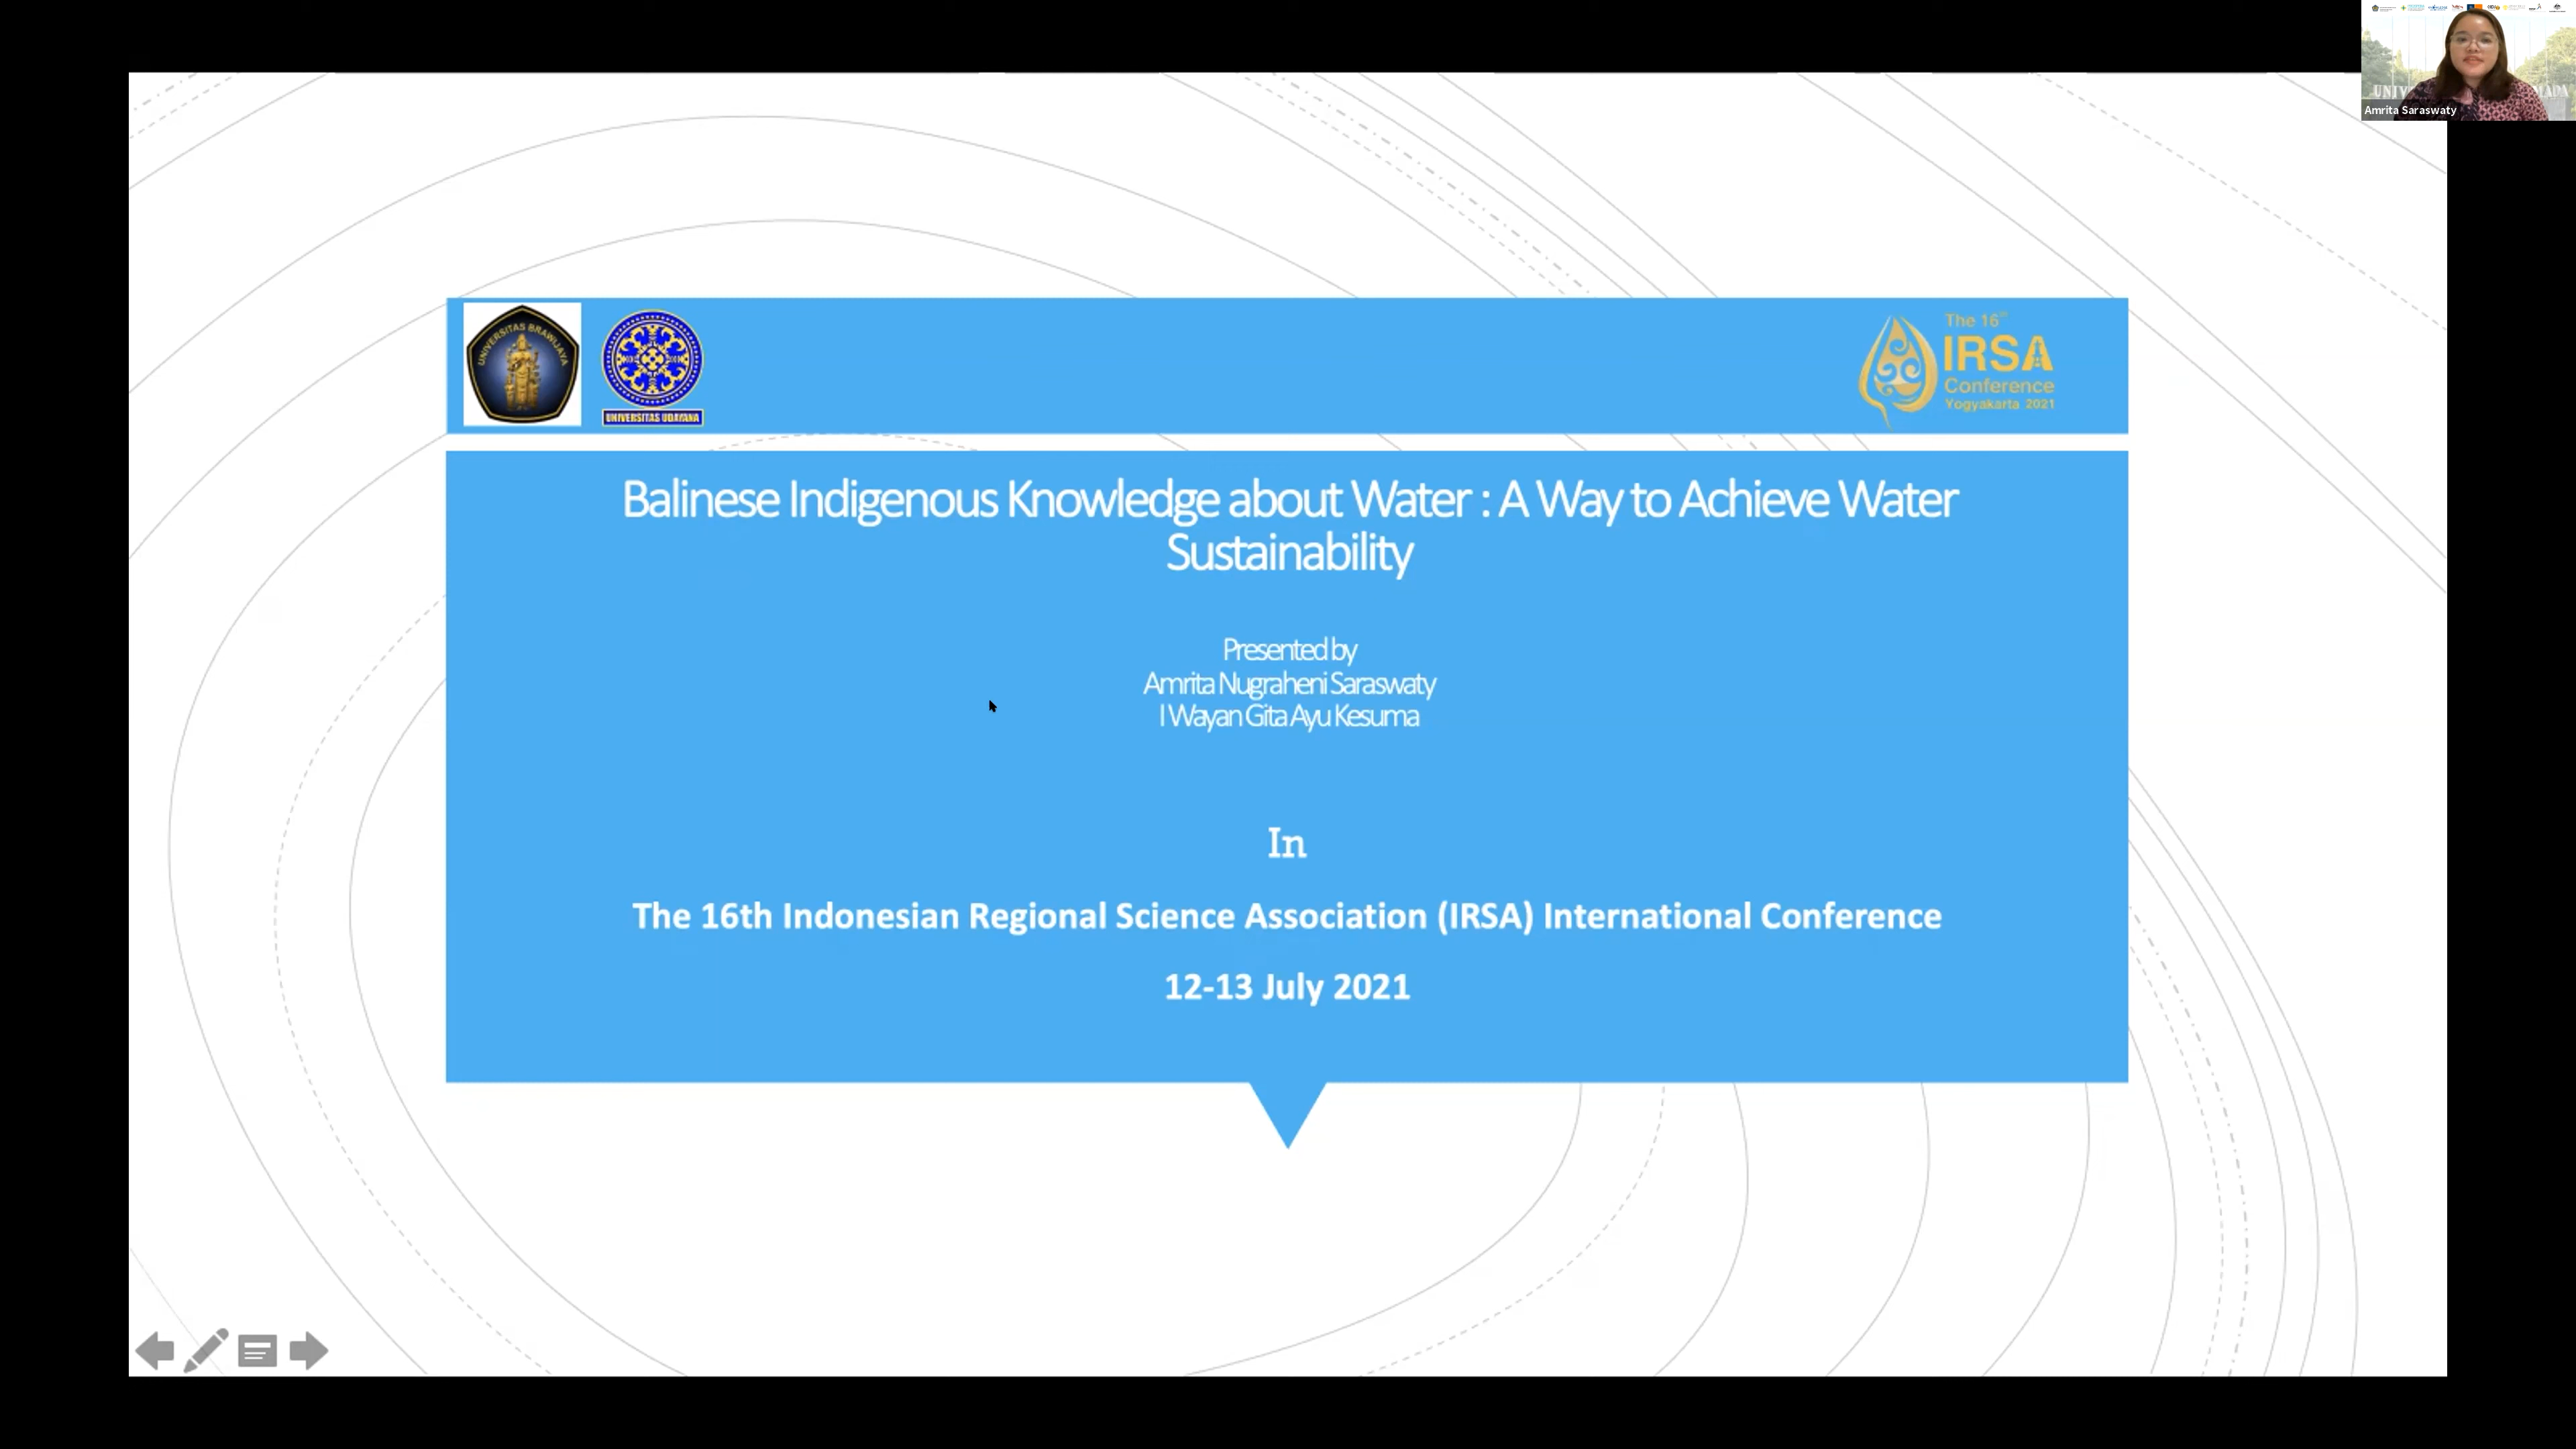 Amrita Saraswaty
UNIVERSITAS BRAWIJAYA
UNIVERSITAS UDAYANA
The 16th
IRSA
Conference
Yogyakarta 2021
Balinese Indigenous Knowledge about Water : A Way to Achieve Water
Sustainability
Presented by
Amrita Nugraheni Saraswaty
I Wayan Gita Ayu Kesuma
In
The 16th Indonesian Regional Science Association (IRSA) International Conference
12-13 July 2021